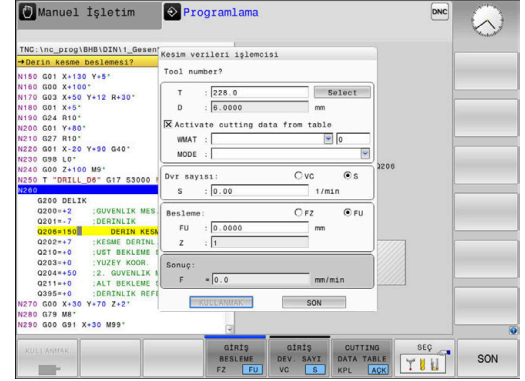 Manuel İşletim
Programlama
DNC
TNC:\nc_prog\BHB\DIN\1_Gesen
→Derin kesme beslemesi?
N150 G01 X+130 Y+5*
N160 G00 X+100*
N170 G03 X+50 Y+12 R+30*
N180 G01 X+5*
N190 G24 R10*
N200 G01 Y+80*
N210 G27 R10*
N220 G01 X-20 Y+90 G40*
N230 G98 L0*
N240 G00 Z+100 M9*
N250 T "DRILL_D6" G17 S3000
N260
G200 DELIK
Q200=+2 ;GUVENLIK MES.
Q201=-7 ;DERINLIK
Q206=150 DERIN KESM
Q202=+7 ;KESME DERINL
Q210=+0 ;UST BEKLEME S
Q203=+0 ;YUZEY KOOR.
Q204=+50 ;2. GUVENLIK M
Q211=+0 ;ALT BEKLEME S
Q395=+0 ;DERINLIK REFE
N270 G00 X+30 Y+70 Z+2*
N280 G79 M8*
N290 G00 G91 X+30 M99*
Kesim verileri işlemcisi
Tool number?
T : 228.0 Select
D : 6.0000 mm
Activate cutting data from table
WMAT : 0
MODE :
Dvr sayısı: VC S
S : 0.00 1/min
Besleme: FZ FU
FU : 0.0000 mm
Z : 1
Sonuç:
F = 0.0 mm/min
KULLANMAK SON
Q206
KULLANMAK
GİRİŞ
BESLEME
FZ FU
GİRİŞ
DEV. SAYI
VC S
CUTTING
DATA TABLE
KPL AÇK
SEÇ
SON